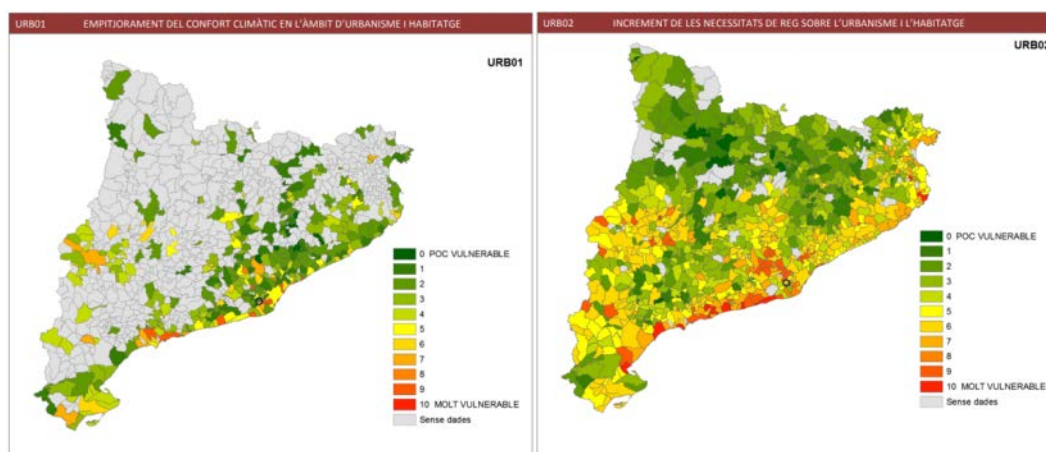 URB01 EMPITJORAMENT DEL CONFORT CLIMÀTIC EN L'ÀMBIT D'URBANISME I HABITATGE
URB01
0 POC VULNERABLE
1
2
3
4
5
6
7
8
9
10 MOLT VULNERABLE
Sense dades
URB02 INCREMENT DE LES NECESSITATS DE REG SOBRE L'URBANISME I L'HABITATGE
URB02
0 POC VULNERABLE
1
2
3
4
5
6
7
8
9
10 MOLT VULNERABLE
Sense dades